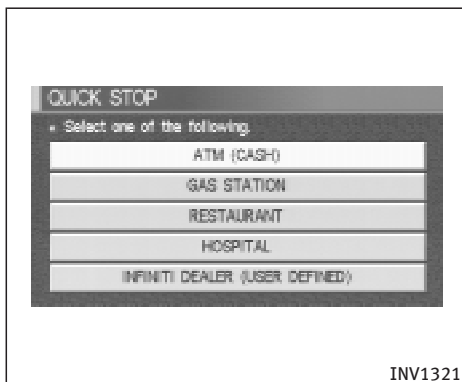 QUICK STOP
• Select one of the following.
ATM (CASH)
GAS STATION
RESTAURANT
HOSPITAL
INFINITI DEALER (USER DEFINED)
INV1321